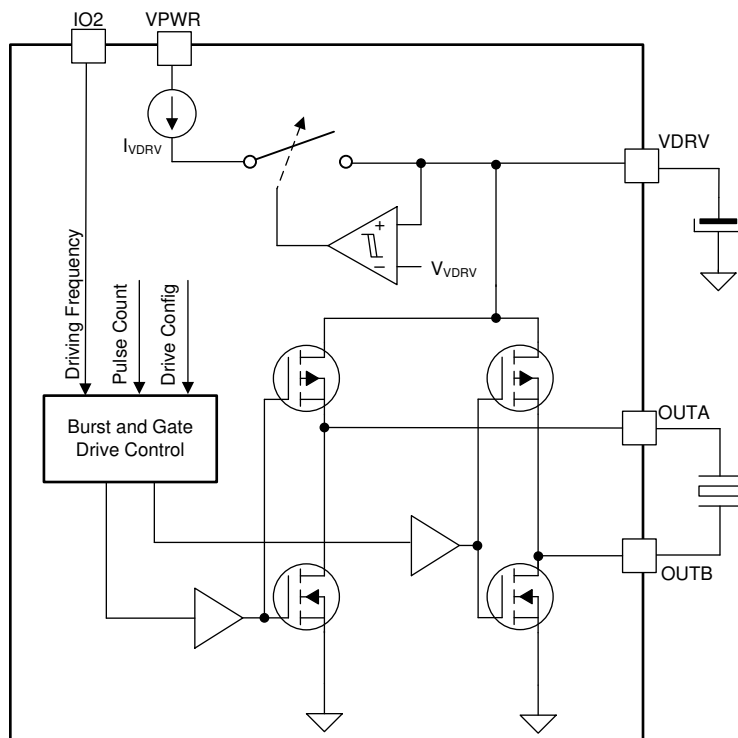 IO2
VPWR
IVDRV
VDRV
+
−
VVDRV
Driving Frequency
Pulse Count
Drive Config
Burst and Gate
Drive Control
OUTA
OUTB